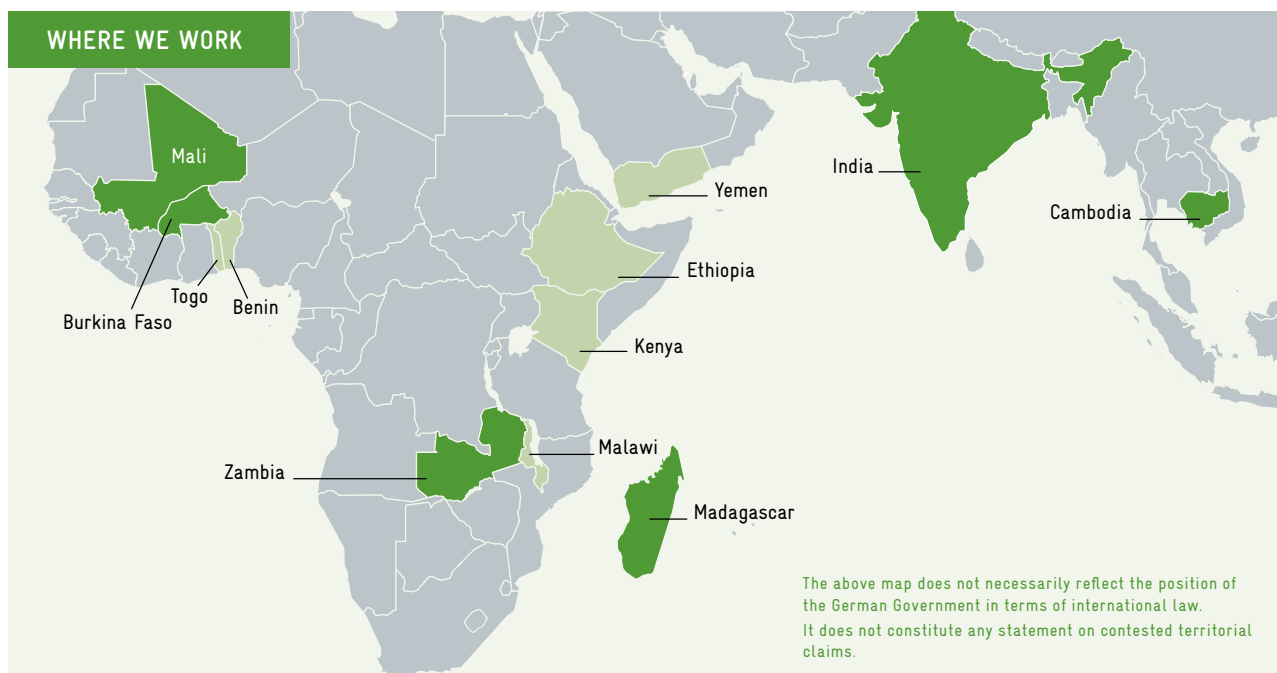 WHERE WE WORK
Mali
India
Yemen
Cambodia
Ethiopia
Togo
Benin
Burkina Faso
Kenya
Malawi
Zambia
Madagascar
The above map does not necessarily reflect the position of
the German Government in terms of international law.
It does not constitute any statement on contested territorial
claims.